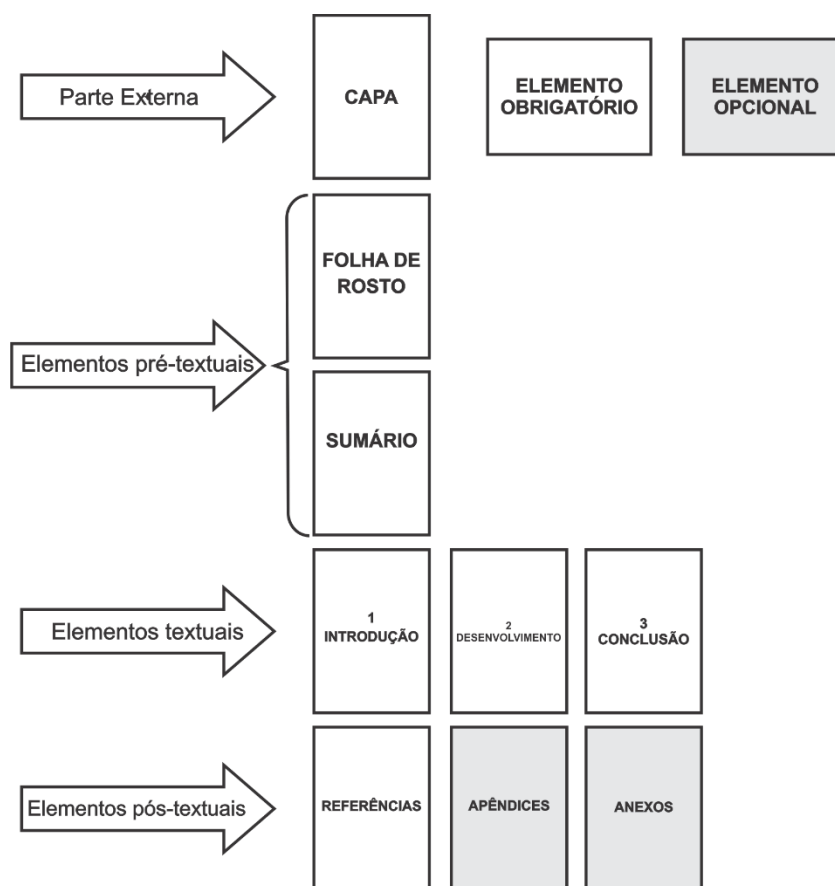 Parte Externa
CAPA
ELEMENTO
OBRIGATÓRIO
ELEMENTO
OPCIONAL
Elementos pré-textuais
FOLHA DE
ROSTO
SUMÁRIO
Elementos textuais
1
INTRODUÇÃO
2
DESENVOLVIMENTO
3
CONCLUSÃO
Elementos pós-textuais
REFERÊNCIAS
APÊNDICES
ANEXOS